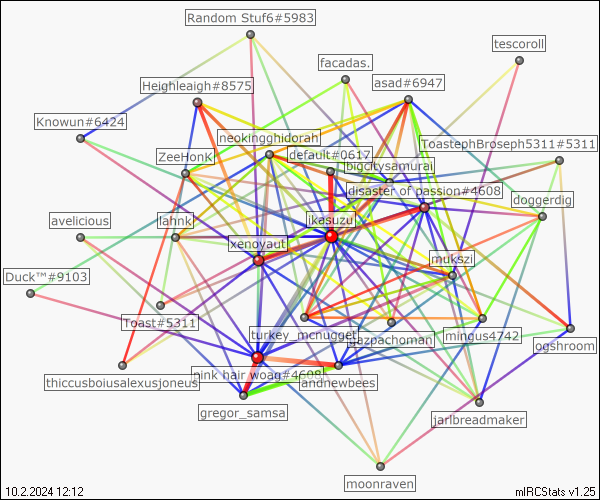 Random Stuf6#5983
tescoroll
facadas.
Heighleaigh#8575
asad#6947
Knowun#6424
neokingghidorah
ToastephBroseph5311#5311
ZeeHonK
default#0617
bigcitysamurai
disaster of passion#4608
doggerdig
avelicious
lahnkj
jkasuzu
xenoyaut
mukszi
Duck™#9103
Toast#5311
turkey_mcnugget
gazpachoman
mingus4742
ogshroom
thiccusboiusalexusjoneus
pink hair woag#4608
andnewbees
gregor_samsa
jarlbreadmaker
moonraven
10.2.2024 12:12
mIRCStats v1.25